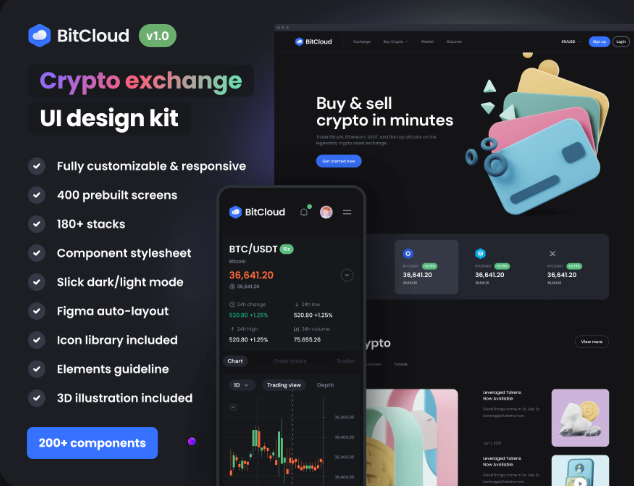 BitCloud
v1.0
Crypto exchange
UI design kit
Fully customizable & responsive
400 prebuilt screens
180+ stacks
Component stylesheet
Slick dark/light mode
Figma auto-layout
Icon library included
Elements guideline
3D illustration included
200+ components
BitCloud
Exchange
Buy Crypto
Market
Discover
EN/USD
Sign up
Login
Buy & sell
crypto in minutes
Trade Bitcoin, Ethereum, USDT, and the top altcoins on the
legendary crypto asset exchange.
Get started now
36,641.20
36,641.20
36,641.20
ypto
View more
Leveraged Tokens
Now Available
Leveraged Tokens
Now Available
BitCloud
BTC/USDT
10x
Bitcoin
36,641.20
36,641.20
24h change
520.80 +1.25%
24h low
520.80 +1.25%
24h high
520.80 +1.25%
24h volume
75,655.26
Chart
Order books
Trades
1D
Trading view
Depth